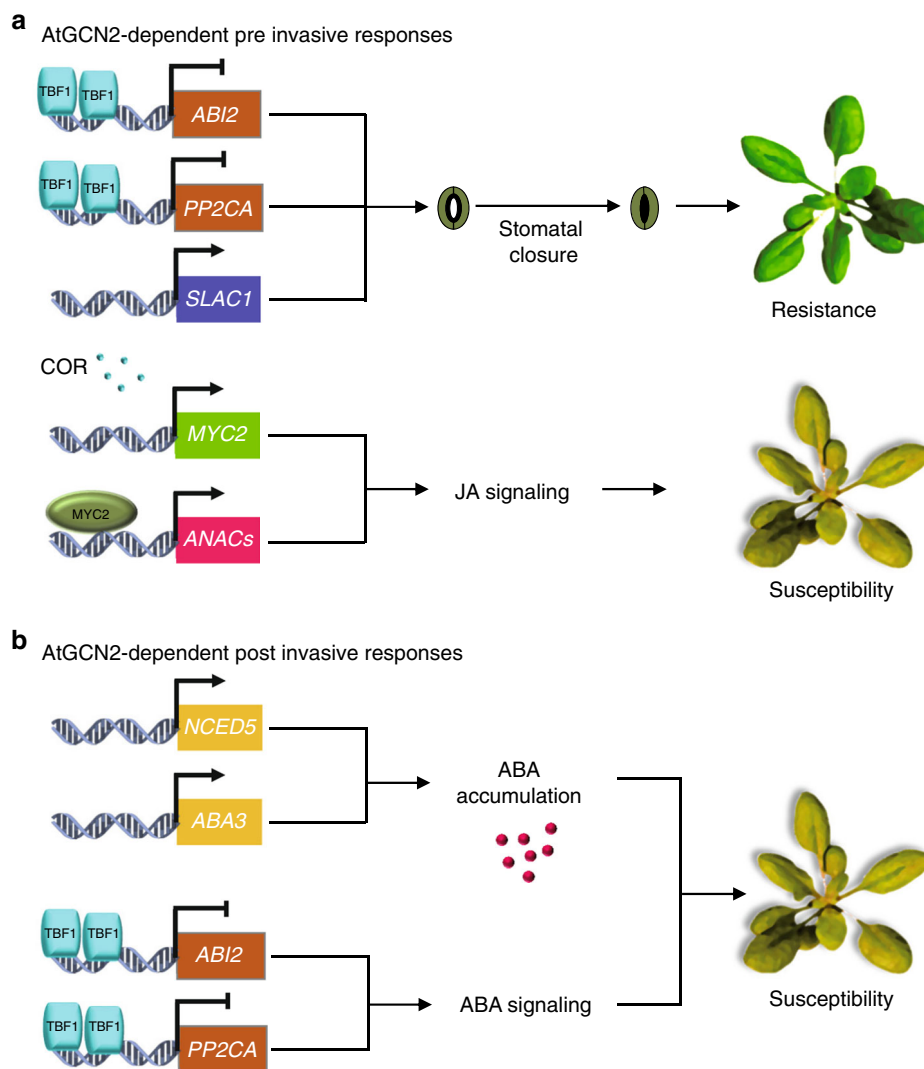 a
AtGCN2-dependent pre invasive responses
TBF1 TBF1
ABI2
TBF1 TBF1
PP2CA
Stomatal
closure
SLAC1
Resistance
COR
MYC2
JA signaling
MYC2
ANACs
Susceptibility
b
AtGCN2-dependent post invasive responses
NCED5
ABA
accumulation
ABA3
TBF1 TBF1
ABI2
ABA signaling
Susceptibility
TBF1 TBF1
PP2CA